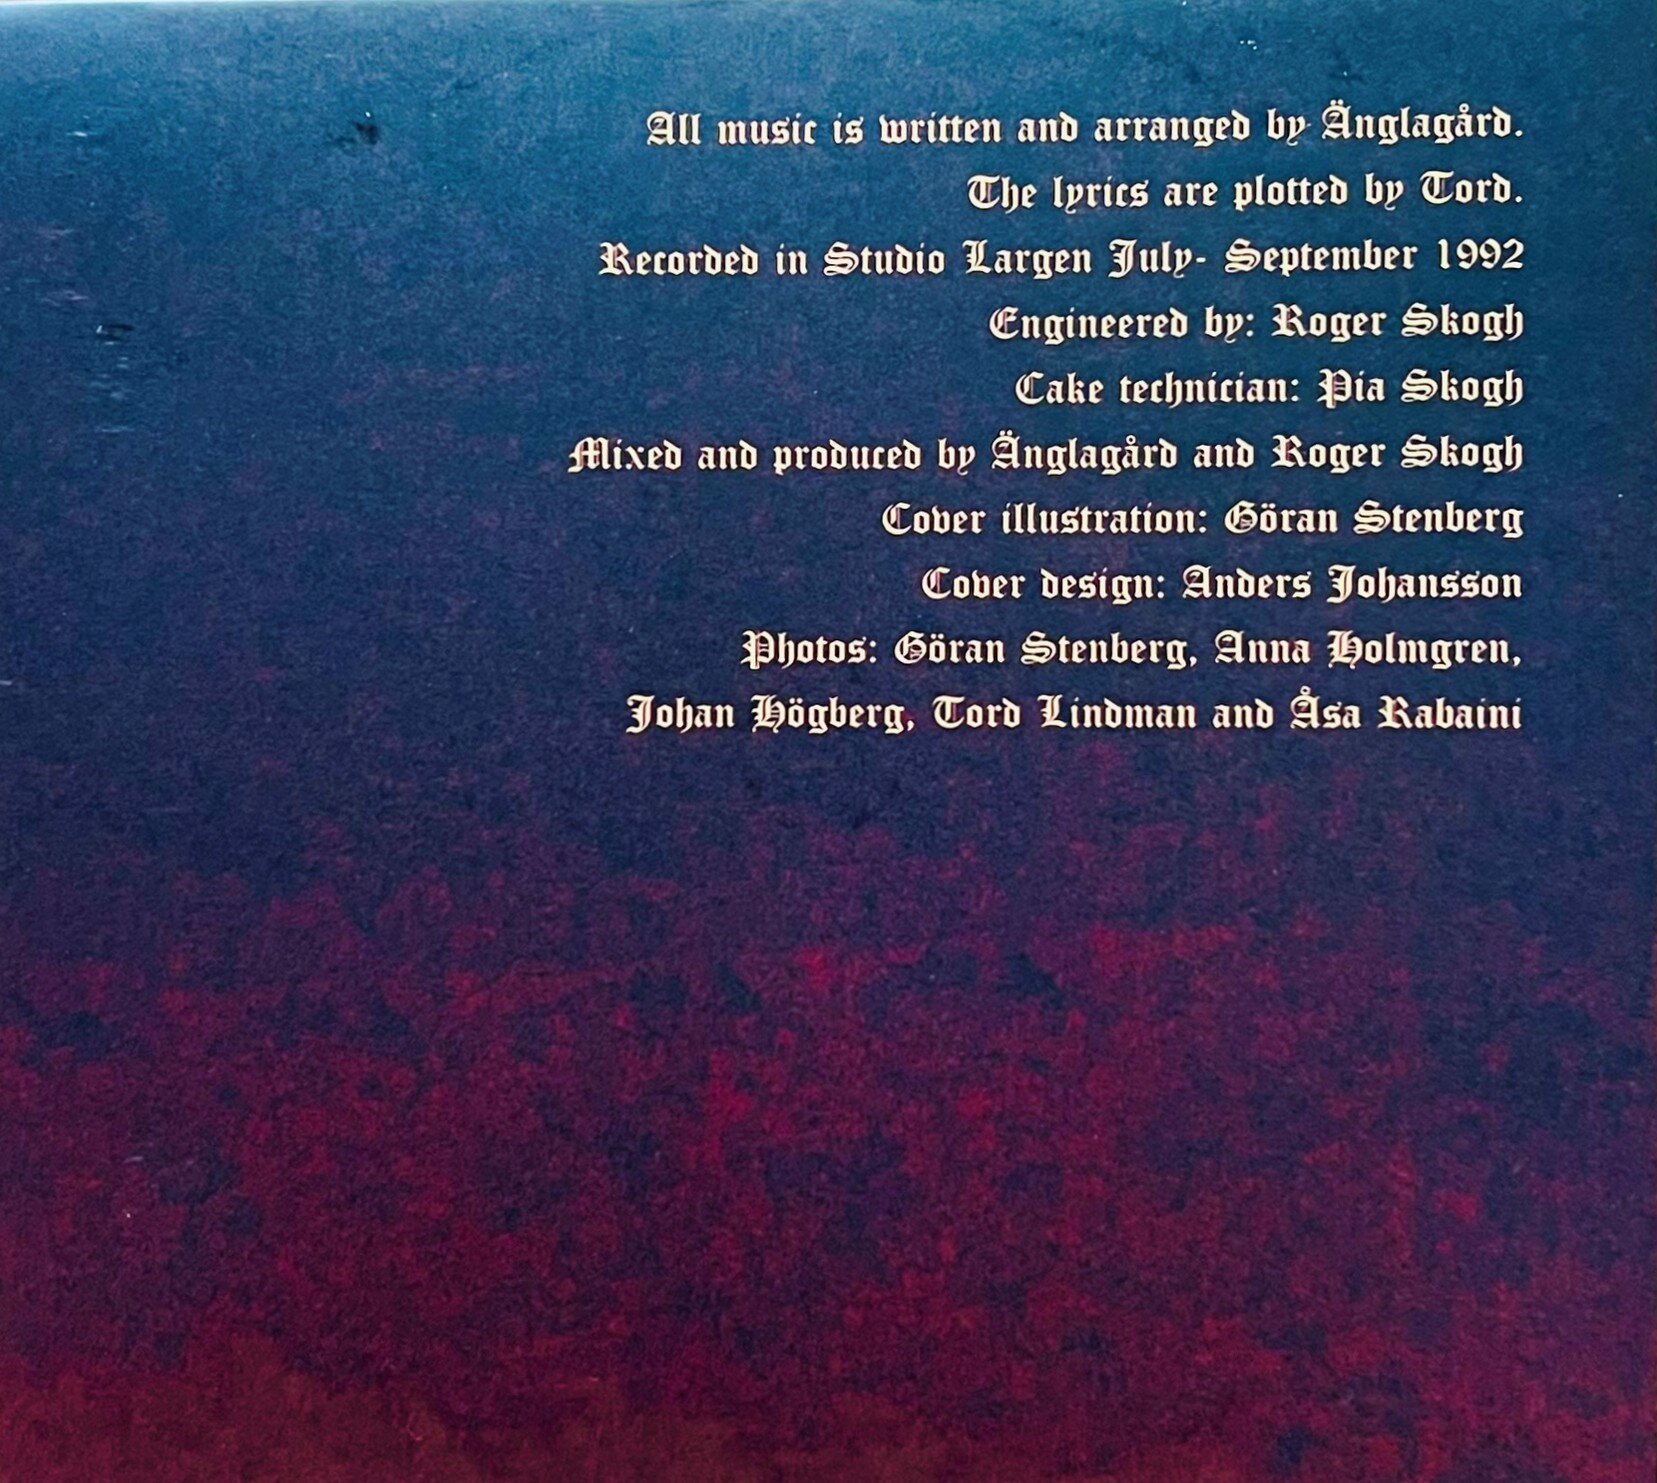 All music is written and arranged by Änglagård.
The lyrics are plotted by Tord.
Recorded in Studio Largen July- September 1992
Engineered by: Roger Skogh
Cake technician: Pia Skogh
Mixed and produced by Änglagård and Roger Skogh
Cover illustration: Göran Stenberg
Cover design: Anders Johansson
Photos: Göran Stenberg, Anna Holmgren,
Johan Högberg, Tord Lindman and Åsa Rabaini